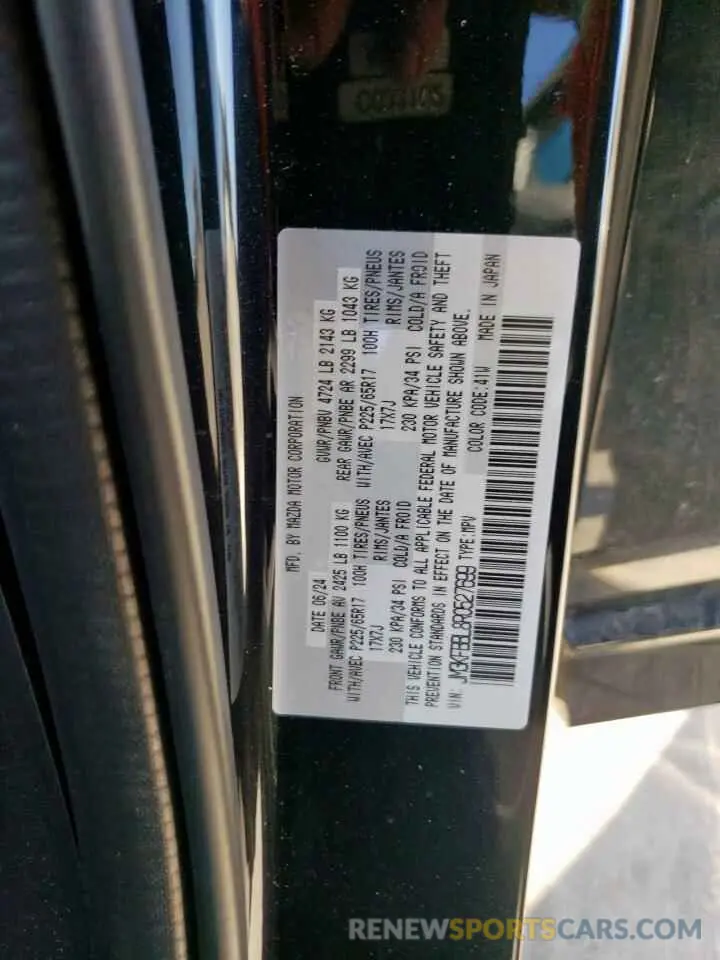 MFD. BY MAZDA MOTOR CORPORATION
DATE 06/24 GVWR/PNBV 4724 LB 2143 KG
FRONT GAWR/PNBE AV 2425 LB 1100 KG REAR GAWR/PNBE AR 2299 LB 1043 KG
WITH/AVEC P225/65R17 100H TIRES/PNEUS WITH/AVEC P225/65R17 100H TIRES/PNEUS
17X7J RIMS/JANTES 17X7J RIMS/JANTES
230 KPA/34 PSI COLD/A FROID 230 KPA/34 PSI COLD/A FROID
THIS VEHICLE CONFORMS TO ALL APPLICABLE FEDERAL MOTOR VEHICLE SAFETY AND THEFT
PREVENTION STANDARDS IN EFFECT ON THE DATE OF MANUFACTURE SHOWN ABOVE.
VIN: JM3KFBBL8R0527699 TYPE:MPV COLOR CODE:41W MADE IN JAPAN
RENEWSPORTSCARS.COM